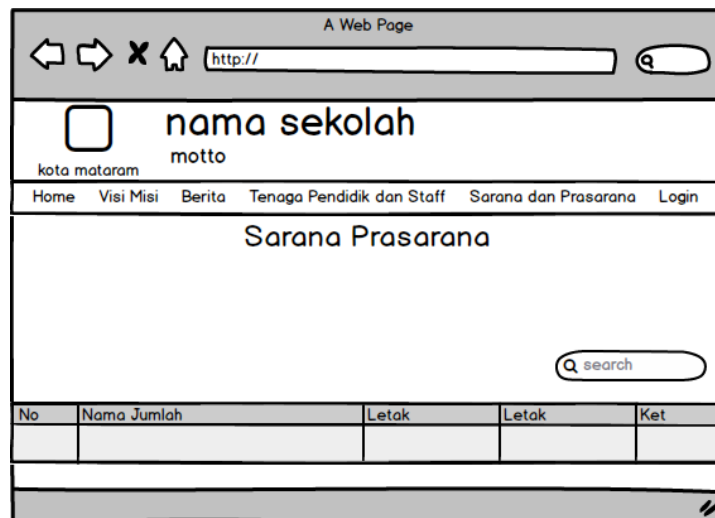 A Web Page
http://
nama sekolah
motto
kota mataram
Home Visi Misi Berita Tenaga Pendidik dan Staff Sarana dan Prasarana Login
Sarana Prasarana
search
No Nama Jumlah Letak Letak Ket